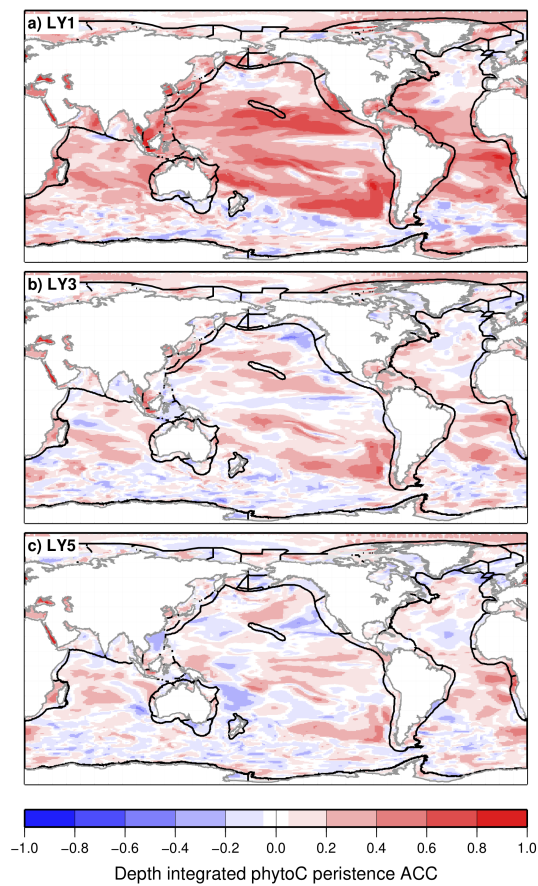 a) LY1
b) LY3
c) LY5
−1.0 −0.8 −0.6 −0.4 −0.2 0.0 0.2 0.4 0.6 0.8 1.0
Depth integrated phytoC peristence ACC